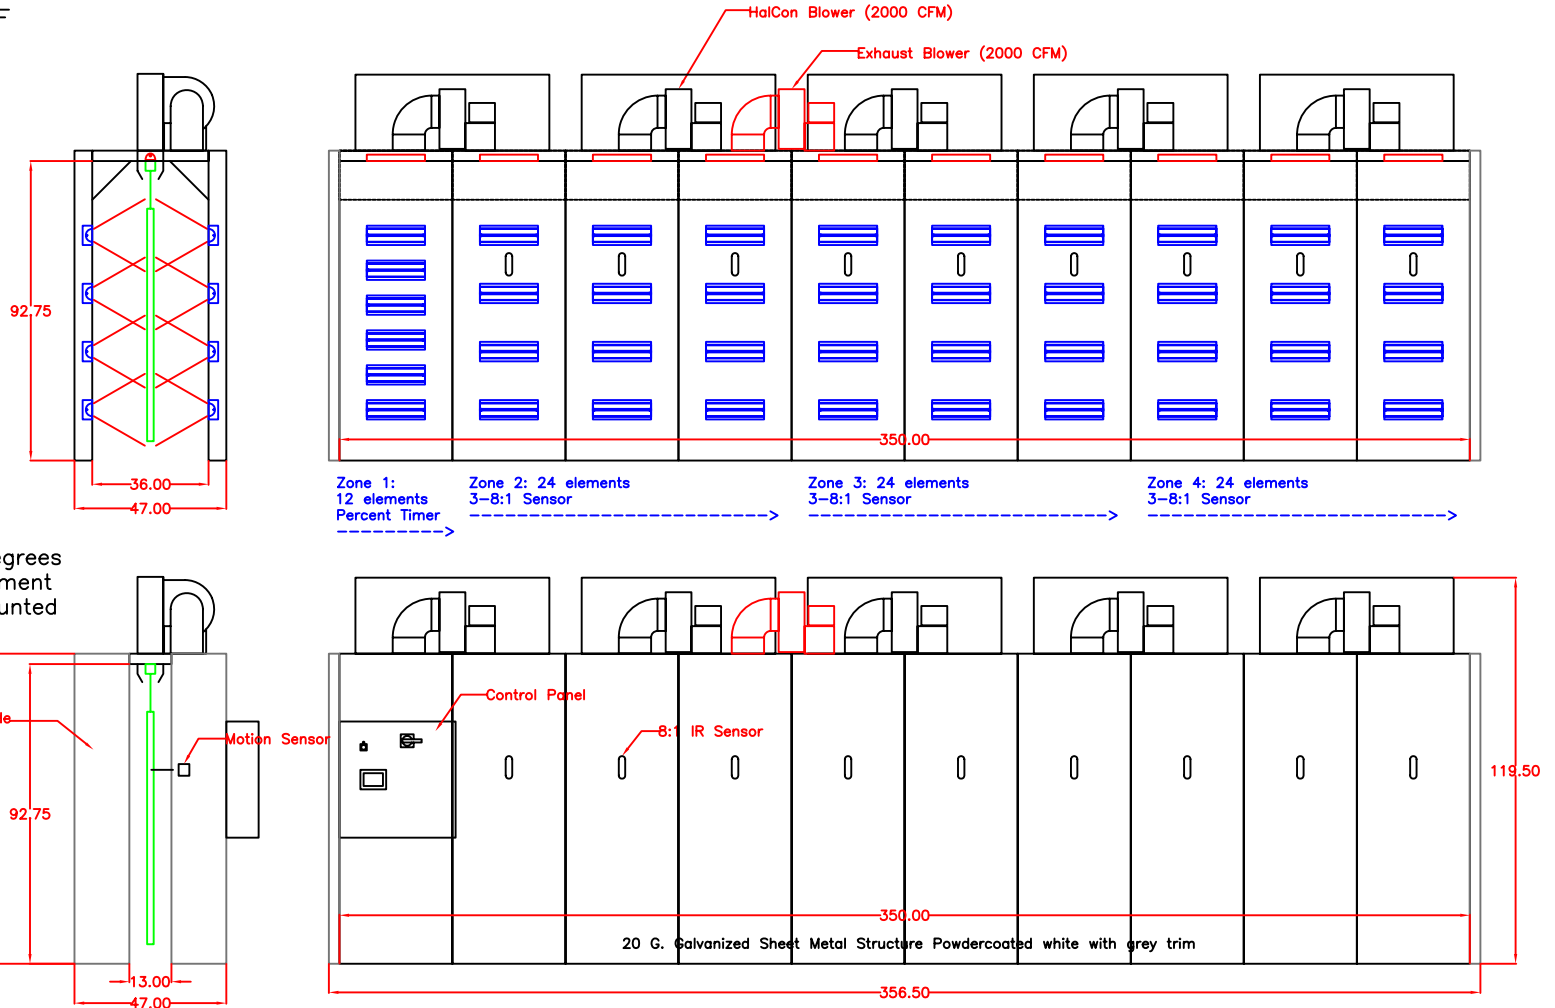 F
HalCon Blower (2000 CFM)
Exhaust Blower (2000 CFM)
92.75
36.00
47.00
350.00
Zone 1:
12 elements
Percent Timer
Zone 2: 24 elements
3-8:1 Sensor
Zone 3: 24 elements
3-8:1 Sensor
Zone 4: 24 elements
3-8:1 Sensor
egrees
ment
unted
le
Motion Sensor
Control Panel
8:1 IR Sensor
92.75
119.50
350.00
20 G. Galvanized Sheet Metal Structure Powdercoated white with grey trim
13.00
47.00
356.50